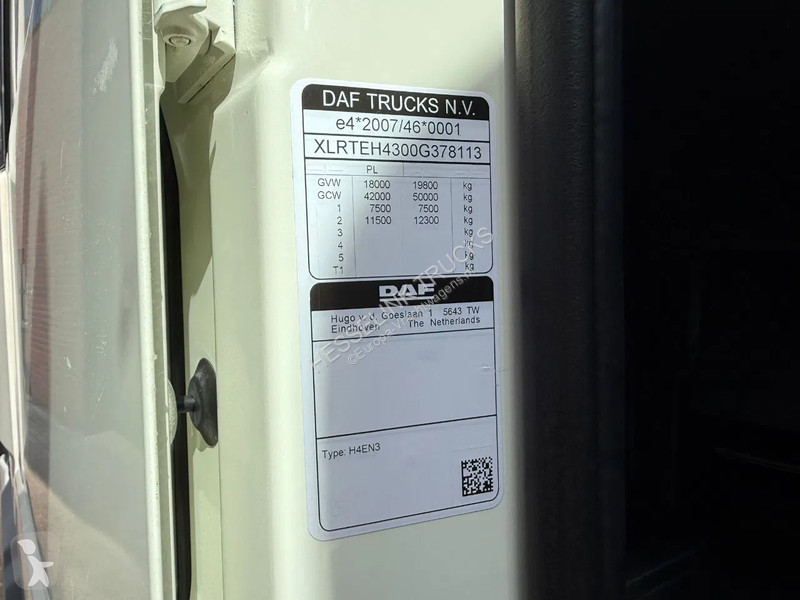 DAF TRUCKS N.V.
e4*2007/46*0001
XLRTEH4300G378113
PL
GVW 18000 19800 kg
GCW 42000 50000 kg
1 7500 7500 kg
2 11500 12300 kg
3 kg
4 kg
5 kg
T1 kg
DAF
Hugo v.d. Goeslaan 1 5643 TW
Eindhoven The Netherlands
HESSELINK TRUCKS
Type: H4EN3